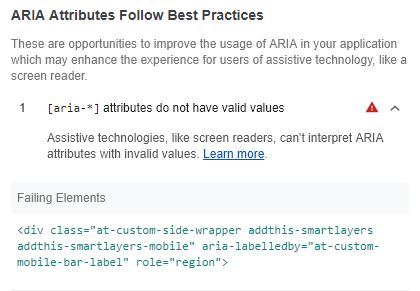 ARIA Attributes Follow Best Practices
These are opportunities to improve the usage of ARIA in your application
which may enhance the experience for users of assistive technology, like a
screen reader.
1 [aria-*] attributes do not have valid values
Assistive technologies, like screen readers, can't interpret ARIA
attributes with invalid values. Learn more.
Failing Elements
<div class="at-custom-side-wrapper addthis-smartlayers
addthis-smartlayers-mobile" aria-labelledby="at-custom-
mobile-bar-label" role="region">